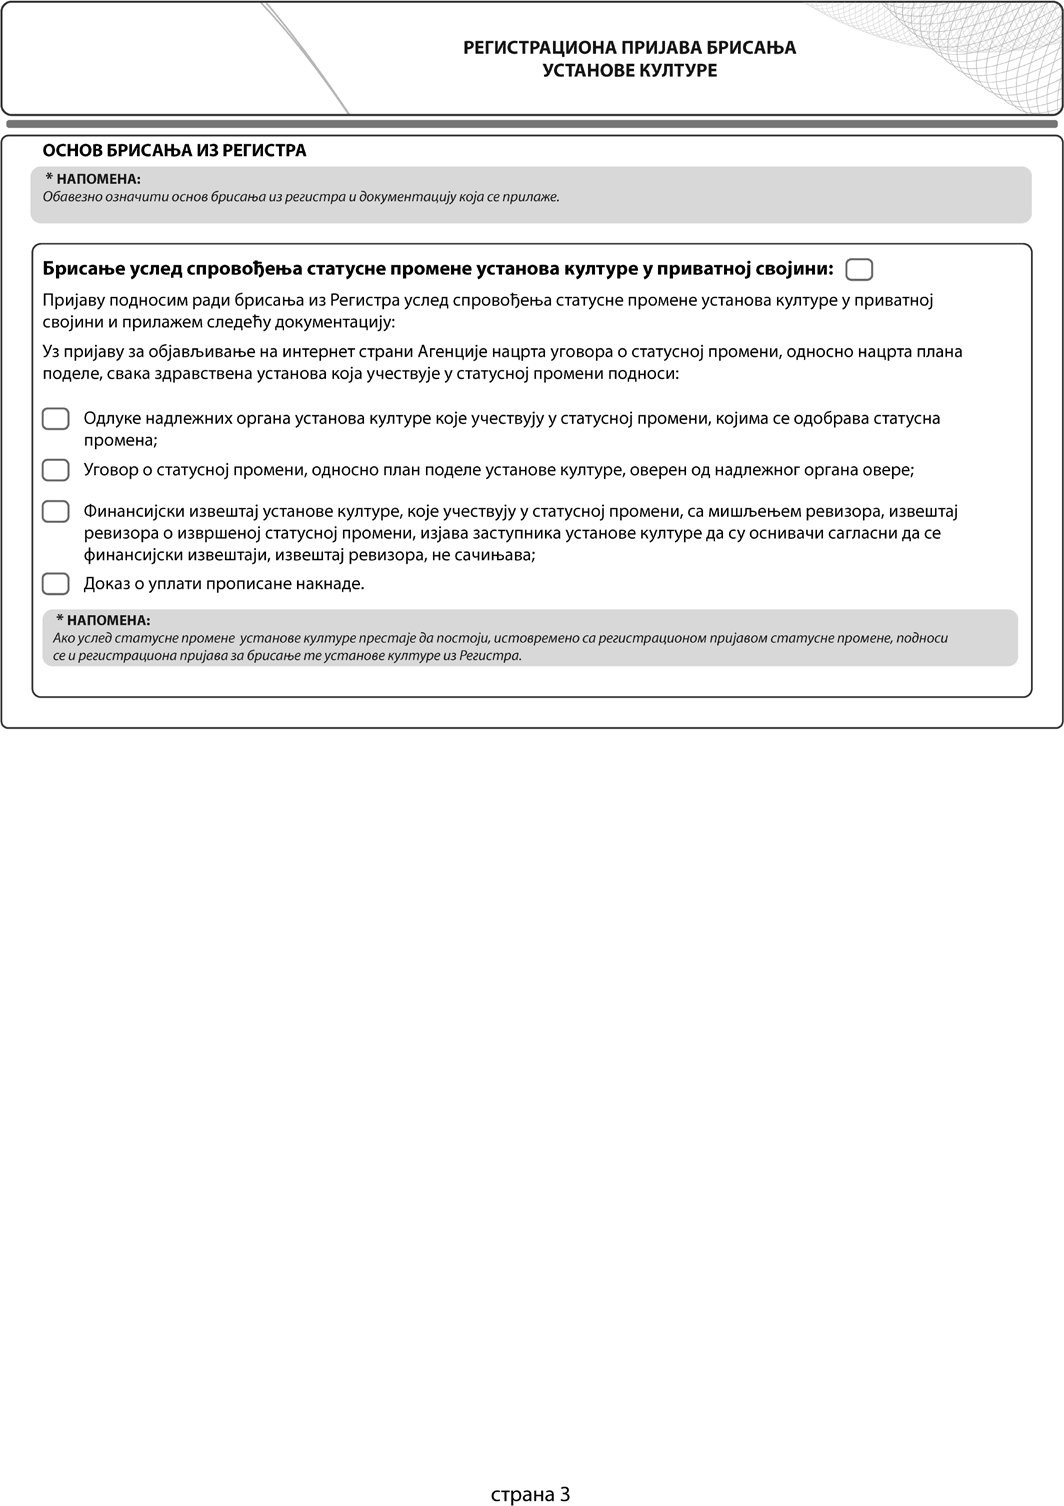 РЕГИСТРАЦИОНА ПРИЈАВА БРИСАЊА
УСТАНОВЕ КУЛТУРЕ
ОСНОВ БРИСАЊА ИЗ РЕГИСТРА
* НАПОМЕНА:
Обавезно означити основ брисања из регистра и документацију која се прилаже.
Брисање услед спровођења статусне промене установа културе у приватној својини:
Пријаву подносим ради брисања из Регистра услед спровођења статусне промене установа културе у приватној
својини и прилажем следећу документацију:
Уз пријаву за објављивање на интернет страни Агенције нацрта уговора о статусној промени, односно нацрта плана
поделе, свака здравствена установа која учествује у статусној промени подноси:
Одлуке надлежних органа установа културе које учествују у статусној промени, којима се одобрава статусна
промена;
Уговор о статусној промени, односно план поделе установе културе, оверен од надлежног органа овере;
Финансијски извештај установе културе, које учествују у статусној промени, са мишљењем ревизора, извештај
ревизора о извршеној статусној промени, изјава заступника установе културе да су оснивачи сагласни да се
финансијски извештаји, извештај ревизора, не сачињава;
Доказ о уплати прописане накнаде.
* НАПОМЕНА:
Ако услед статусне промене установе културе престаје да постоји, истовремено са регистрационом пријавом статусне промене, подноси
се и регистрациона пријава за брисање те установе културе из Регистра.
страна 3